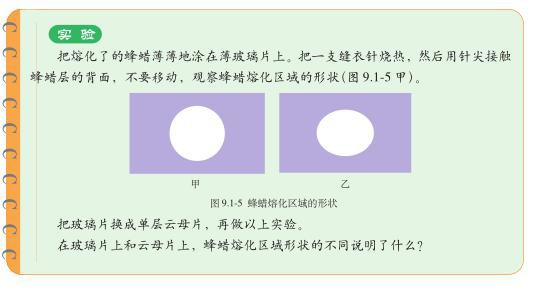 实 验
把熔化了的蜂蜡薄薄地涂在薄玻璃片上。把一支缝衣针烧热，然后用针尖接触
蜂蜡层的背面，不要移动，观察蜂蜡熔化区域的形状（图 9.1-5 甲）。
甲 乙
图 9.1-5 蜂蜡熔化区域的形状
把玻璃片换成单层云母片，再做以上实验。
在玻璃片上和云母片上，蜂蜡熔化区域形状的不同说明了什么？